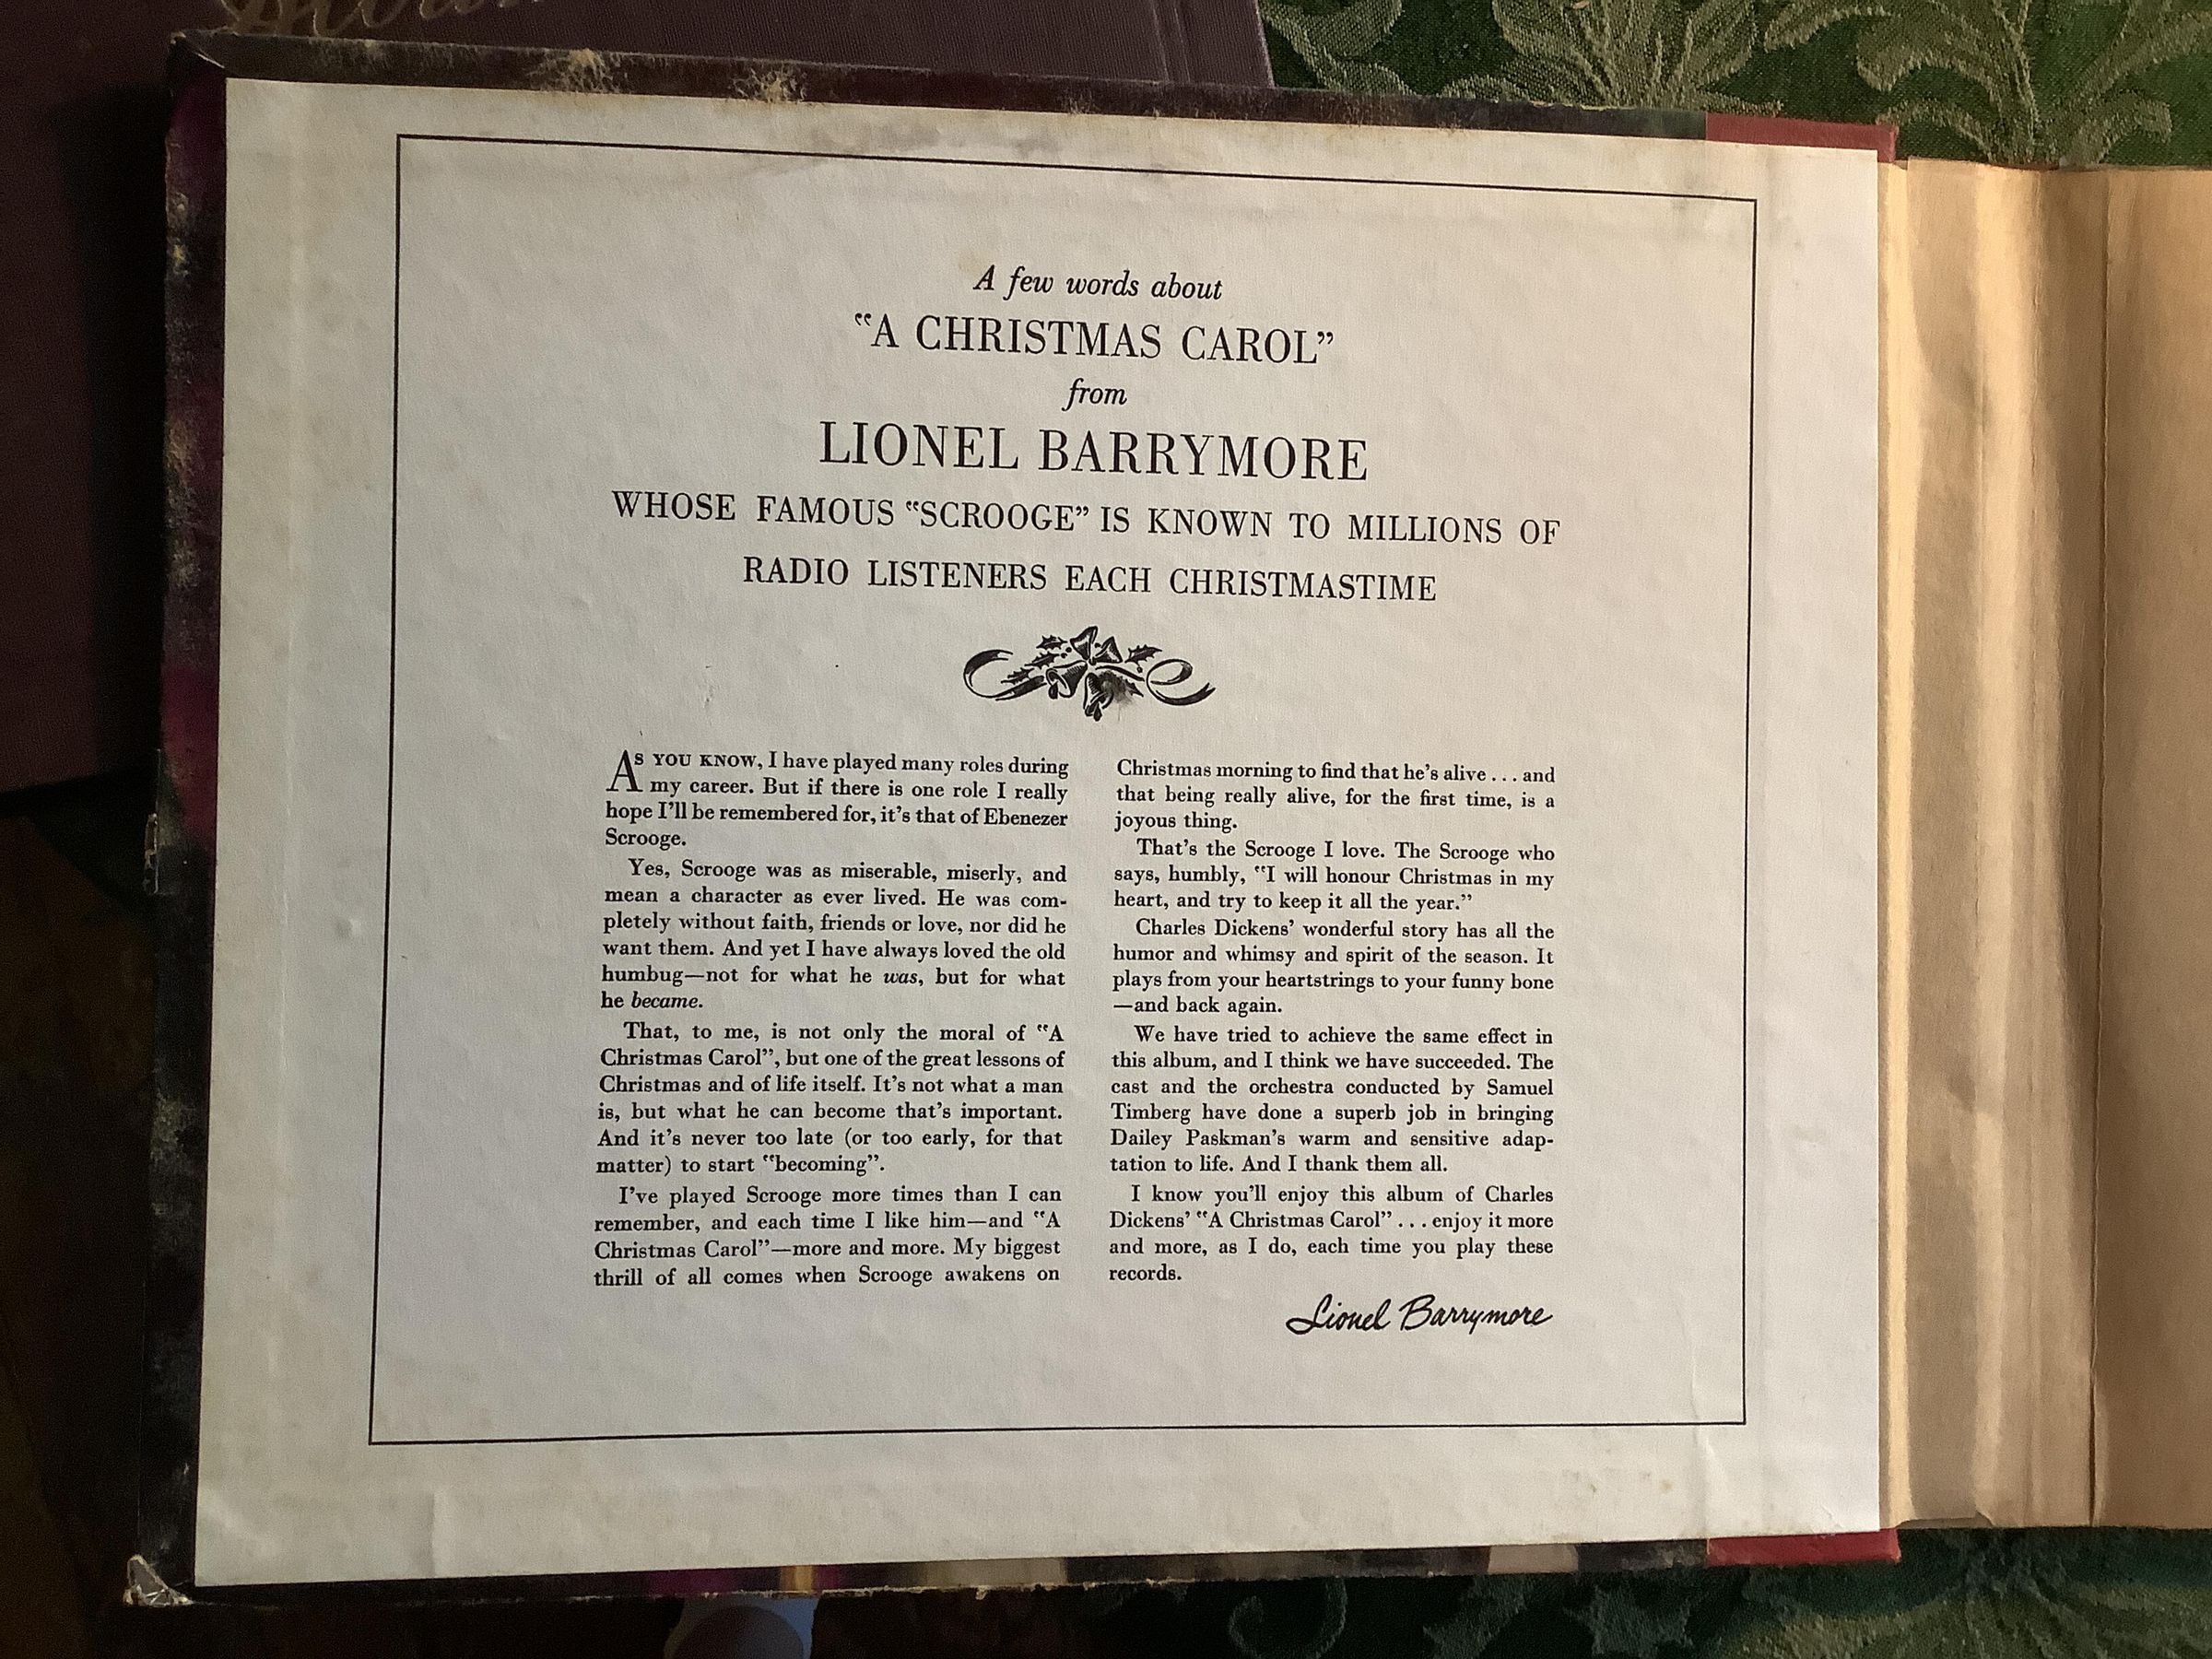 A few words about
"A CHRISTMAS CAROL"
from
LIONEL BARRYMORE
WHOSE FAMOUS "SCROOGE" IS KNOWN TO MILLIONS OF
RADIO LISTENERS EACH CHRISTMASTIME
AS YOU KNOW, I have played many roles during
my career. But if there is one role I really
hope I'll be remembered for, it's that of Ebenezer
Scrooge.
Yes, Scrooge was as miserable, miserly, and
mean a character as ever lived. He was com-
pletely without faith, friends or love, nor did he
want them. And yet I have always loved the old
humbug—not for what he was, but for what
he became.
That, to me, is not only the moral of "A
Christmas Carol", but one of the great lessons of
Christmas and of life itself. It's not what a man
is, but what he can become that's important.
And it's never too late (or too early, for that
matter) to start "becoming".
I've played Scrooge more times than I can
remember, and each time I like him—and "A
Christmas Carol"—more and more. My biggest
thrill of all comes when Scrooge awakens on
Christmas morning to find that he's alive . . . and
that being really alive, for the first time, is a
joyous thing.
That's the Scrooge I love. The Scrooge who
says, humbly, "I will honour Christmas in my
heart, and try to keep it all the year."
Charles Dickens' wonderful story has all the
humor and whimsy and spirit of the season. It
plays from your heartstrings to your funny bone
—and back again.
We have tried to achieve the same effect in
this album, and I think we have succeeded. The
cast and the orchestra conducted by Samuel
Timberg have done a superb job in bringing
Dailey Paskman's warm and sensitive adap-
tation to life. And I thank them all.
I know you'll enjoy this album of Charles
Dickens' "A Christmas Carol" . . . enjoy it more
and more, as I do, each time you play these
records.
Lionel Barrymore